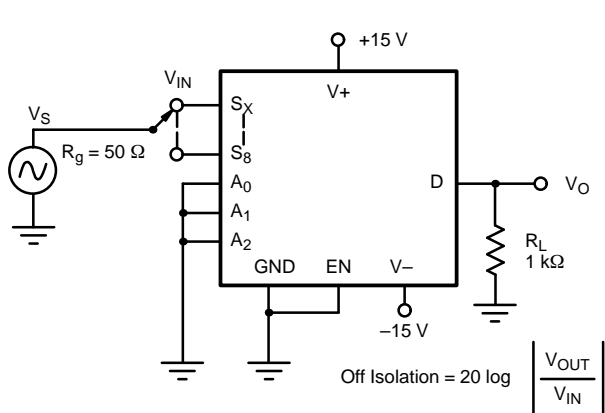 +15 V
V_IN
V+
V_S
S_X
R_g = 50 Ω
S_8
A_0
D
V_O
A_1
A_2
R_L
1 kΩ
GND EN V–
–15 V
Off Isolation = 20 log |V_OUT / V_IN|